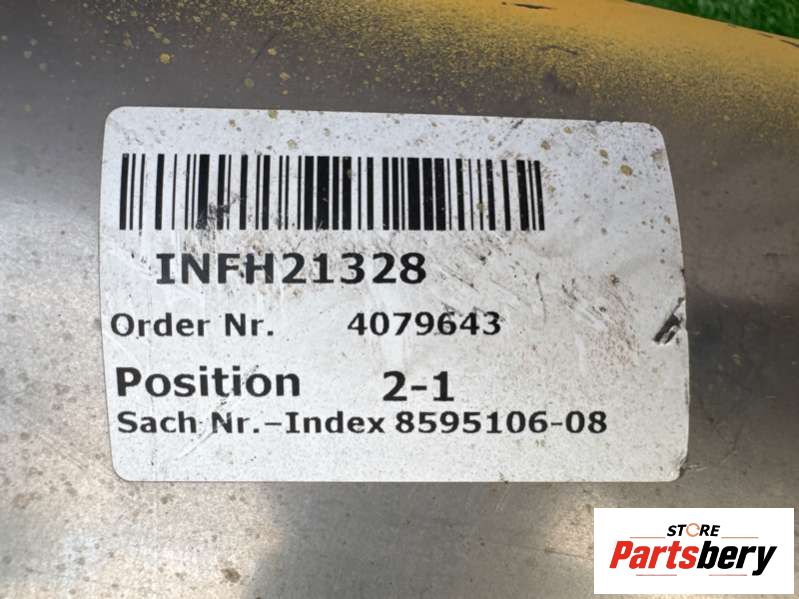 INFH21328
Order Nr. 4079643
Position 2-1
Sach Nr.-Index 8595106-08
STORE
Partsbery